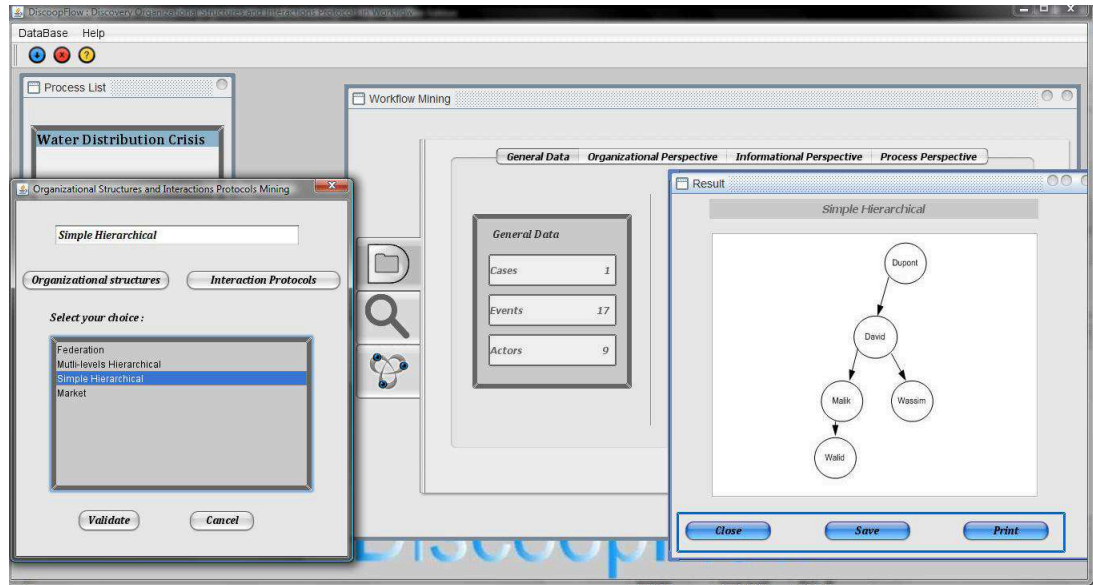 DiscoopFlow : Discovery Organizational Structures and Interactions Protocols in Workflow
DataBase Help
Process List
Water Distribution Crisis
Workflow Mining
General Data Organizational Perspective Informational Perspective Process Perspective
General Data
Cases 1
Events 17
Actors 9
Organizational Structures and Interactions Protocols Mining
Simple Hierarchical
Organizational structures Interaction Protocols
Select your choice :
Federation
Mutli-levels Hierarchical
Simple Hierarchical
Market
Validate Cancel
Result
Simple Hierarchical
Dupont
David
Malik Wassim
Walid
Close Save Print